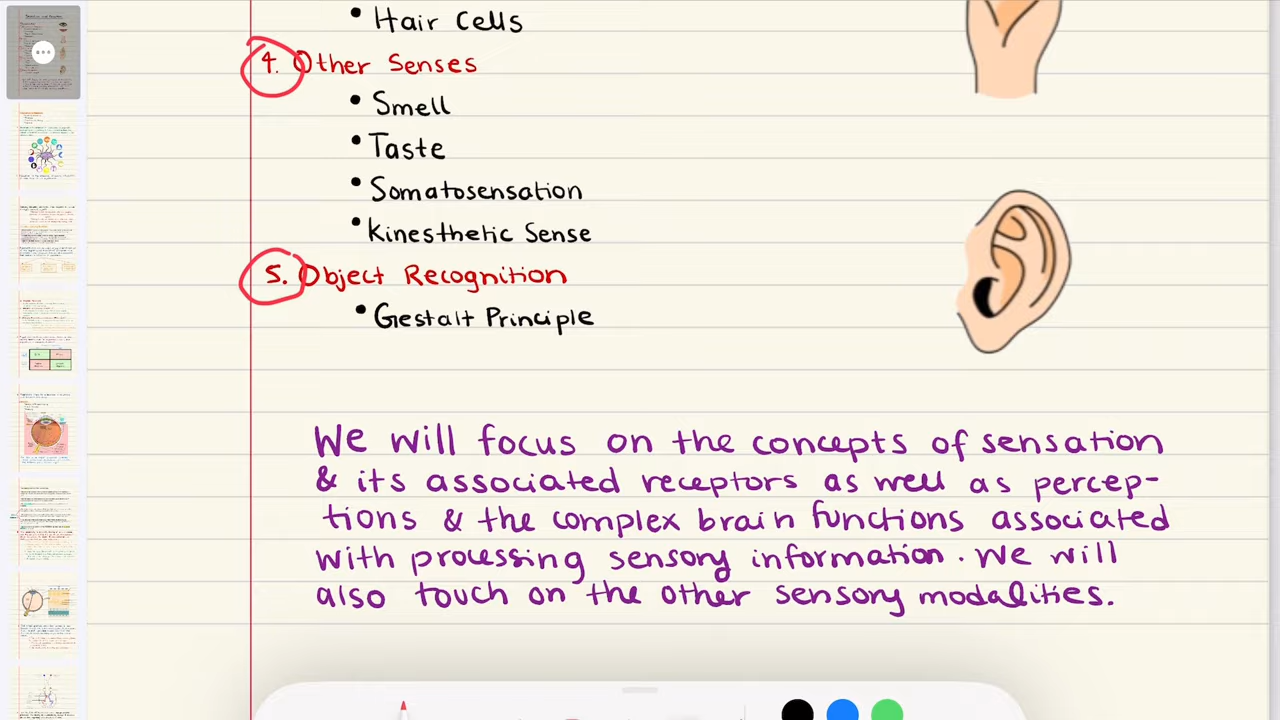 • Hair Cells
4. Other Senses
• Smell
• Taste
• Somatosensation
• Kinesthetic Sense
5. Object Recognition
• Gestalt Principle
We will focus on the concept of sensation
& its associated receptors as well as percep-
tions & the complex functions associated
with processing sensory information. We will
also touch on the other sensory modalities